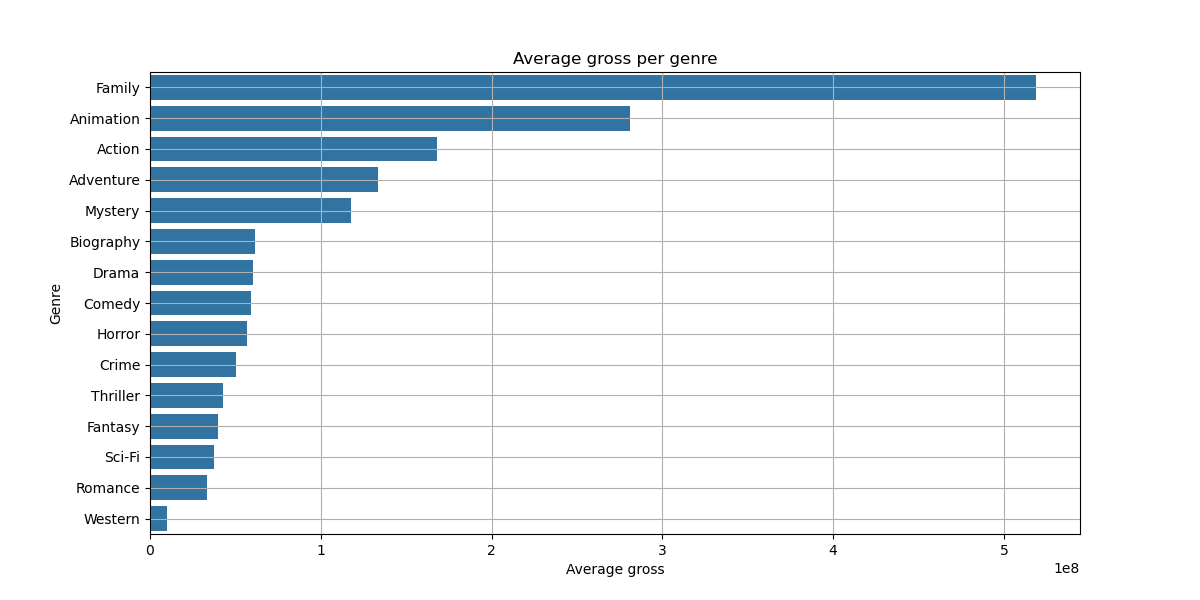 Average gross per genre
Family
Animation
Action
Adventure
Mystery
Biography
Drama
Comedy
Horror
Crime
Thriller
Fantasy
Sci-Fi
Romance
Western
Genre
0 1 2 3 4 5
1e8
Average gross